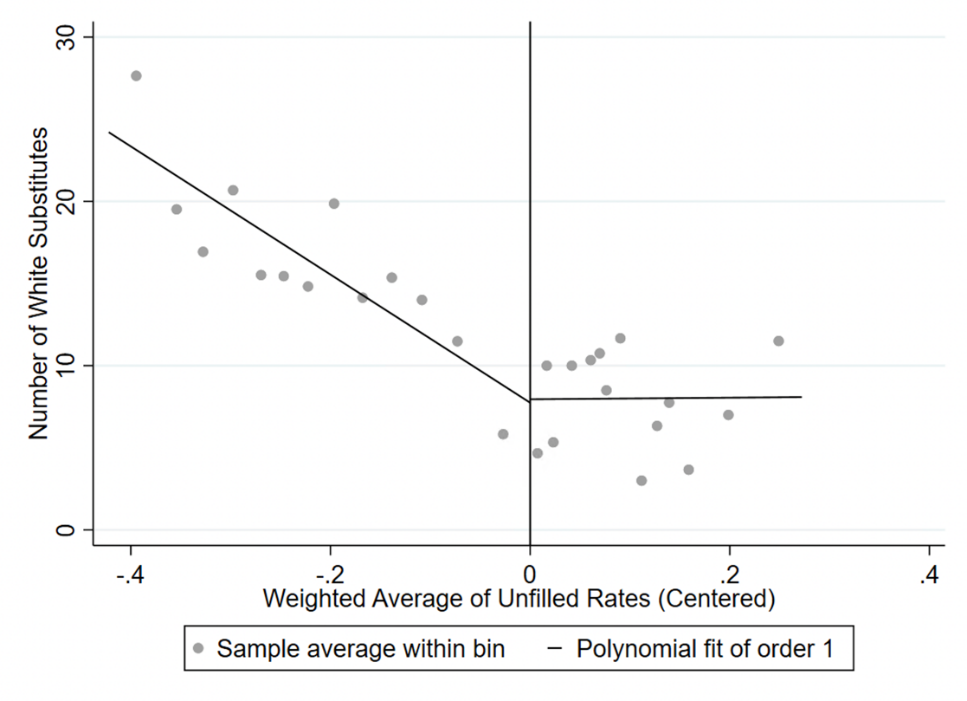 Number of White Substitutes
30
20
10
0
-.4 -.2 0 .2 .4
Weighted Average of Unfilled Rates (Centered)
Sample average within bin Polynomial fit of order 1